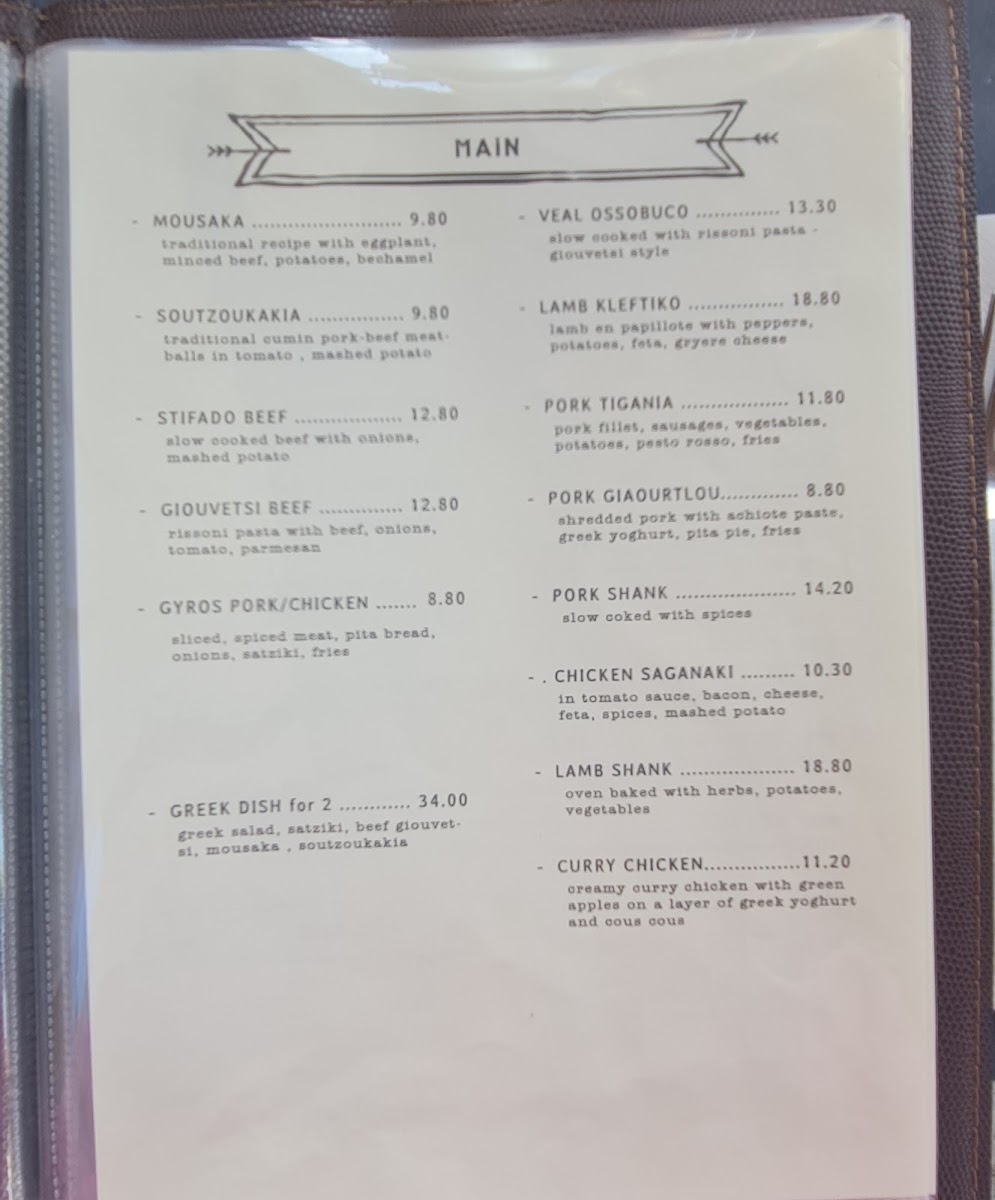 MAIN
- MOUSAKA ........................ 9.80
traditional recipe with eggplant,
minced beef, potatoes, bechamel
- SOUTZOUKAKIA ................ 9.80
traditional cumin pork-beef meat-
balls in tomato , mashed potato
- STIFADO BEEF .................. 12.80
slow cooked beef with onions,
mashed potato
- GIOUVETSI BEEF .............. 12.80
rissoni pasta with beef, onions,
tomato, parmesan
- GYROS PORK/CHICKEN ....... 8.80
sliced, spiced meat, pita bread,
onions, satziki, fries
- GREEK DISH for 2 ............ 34.00
greek salad, satziki, beef giouvet-
si, mousaka , soutzoukakia
- VEAL OSSOBUCO .............. 13.30
slow cooked with rissoni pasta -
giouvetsi style
- LAMB KLEFTIKO ................ 18.80
lamb en papillote with peppers,
potatoes, feta, gryere cheese
- PORK TIGANIA .................. 11.80
pork fillet, sausages, vegetables,
potatoes, pesto rosso, fries
- PORK GIAOURTLOU............. 8.80
shredded pork with achiote paste,
greek yoghurt, pita pie, fries
- PORK SHANK .................... 14.20
slow coked with spices
- . CHICKEN SAGANAKI ......... 10.30
in tomato sauce, bacon, cheese,
feta, spices, mashed potato
- LAMB SHANK ................... 18.80
oven baked with herbs, potatoes,
vegetables
- CURRY CHICKEN................11.20
creamy curry chicken with green
apples on a layer of greek yoghurt
and cous cous